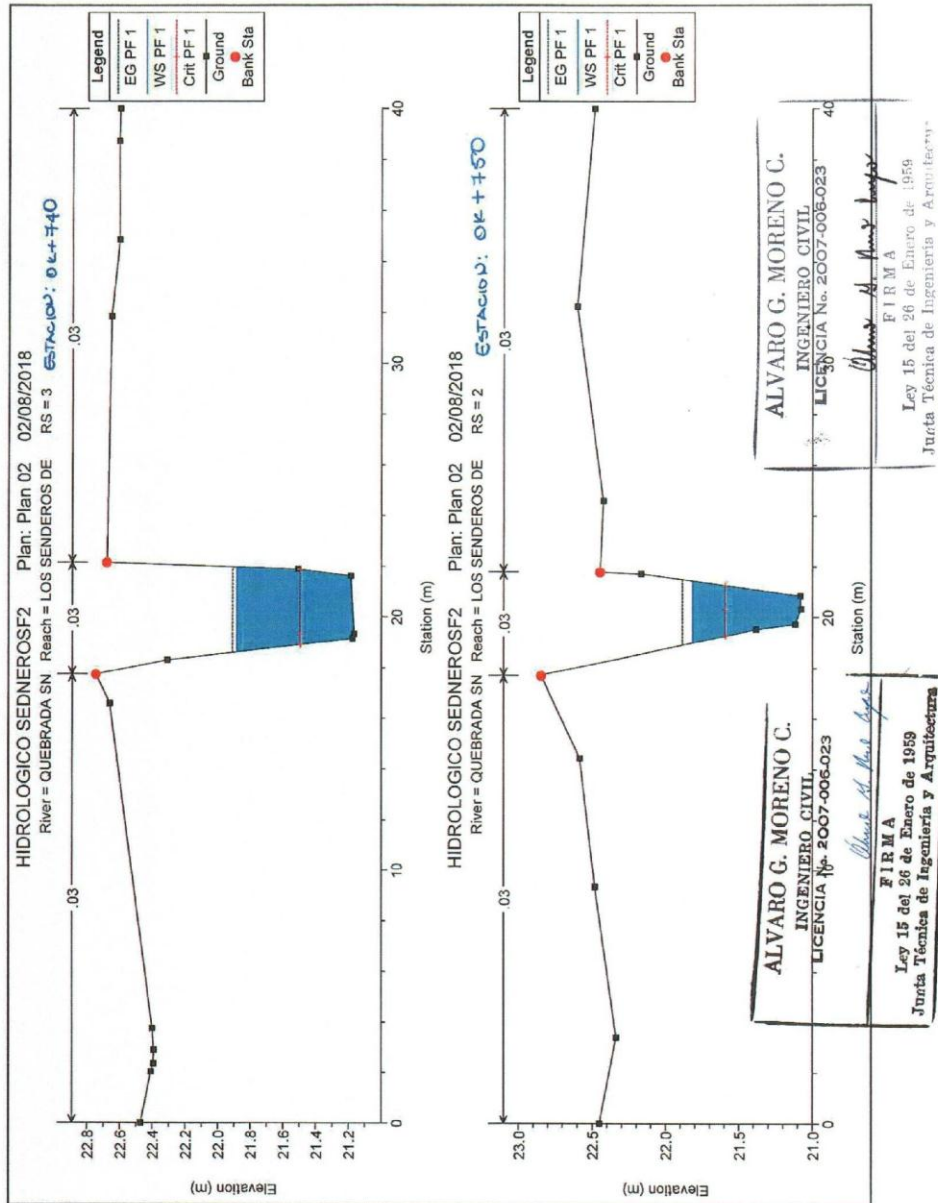 HIDROLOGICO SEDNEROSF2 Plan: Plan 02 02/08/2018
River = QUEBRADA SN Reach = LOS SENDEROS DE RS = 3
ESTACION: 0K+740
.03
.03
.03
Legend
EG PF 1
WS PF 1
Crit PF 1
Ground
Bank Sta
22.8
22.6
22.4
22.2
22.0
21.8
21.6
21.4
21.2
Elevation (m)
0
10
20
30
40
Station (m)
HIDROLOGICO SEDNEROSF2 Plan: Plan 02 02/08/2018
River = QUEBRADA SN Reach = LOS SENDEROS DE RS = 2
ESTACION: 0K+750
.03
.03
.03
Legend
EG PF 1
WS PF 1
Crit PF 1
Ground
Bank Sta
23.0
22.5
22.0
21.5
21.0
Elevation (m)
0
10
20
30
40
Station (m)
ALVARO G. MORENO C.
INGENIERO CIVIL
LICENCIA No. 2007-006-023
FIRMA
Ley 15 del 26 de Enero de 1959
Junta Técnica de Ingeniería y Arquitectura
ALVARO G. MORENO C.
INGENIERO CIVIL
LICENCIA No. 2007-006-023
FIRMA
Ley 15 del 26 de Enero de 1959
Junta Técnica de Ingeniería y Arquitectur